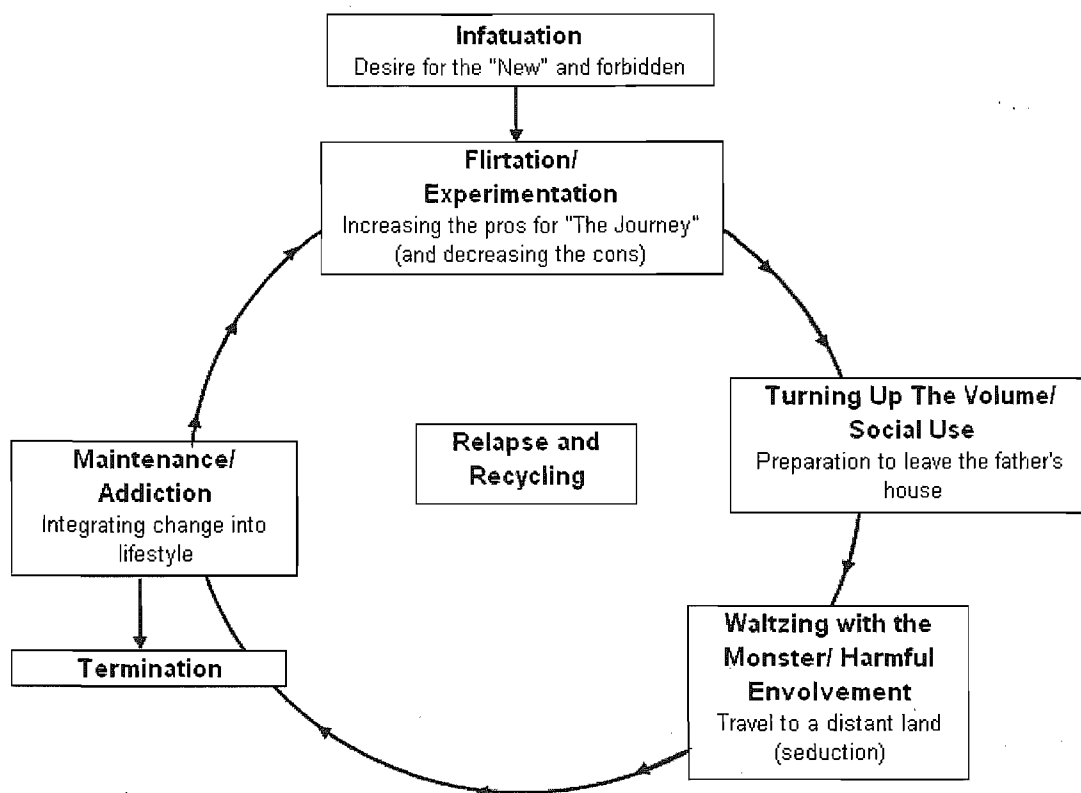 Infatuation
Desire for the "New" and forbidden
Flirtation/
Experimentation
Increasing the pros for "The Journey"
(and decreasing the cons)
Turning Up The Volume/
Social Use
Preparation to leave the father's
house
Relapse and
Recycling
Maintenance/
Addiction
Integrating change into
lifestyle
Termination
Waltzing with the
Monster/ Harmful
Envolvement
Travel to a distant land
(seduction)